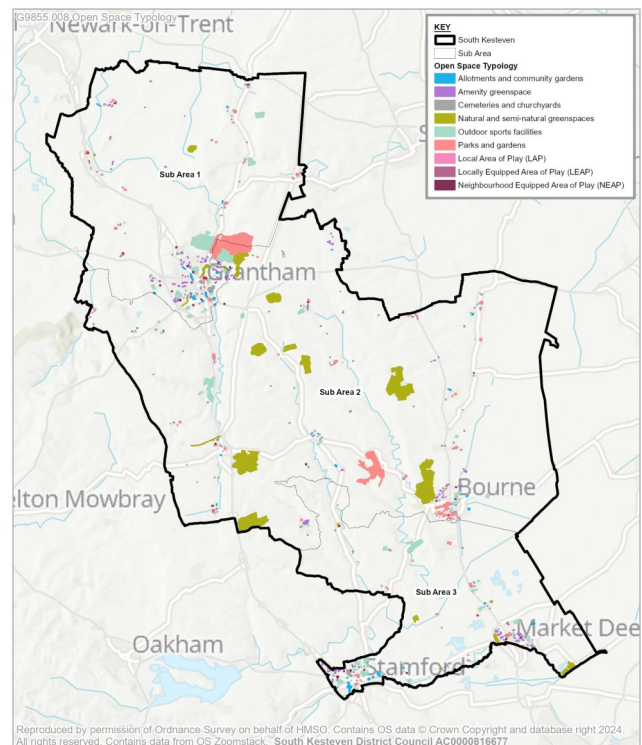 G9855.008 Open Space Typology
Newark-on-Trent
KEY
South Kesteven
Sub Area
Open Space Typology
Allotments and community gardens
Amenity greenspace
Cemeteries and churchyards
Natural and semi-natural greenspaces
Outdoor sports facilities
Parks and gardens
Local Area of Play (LAP)
Locally Equipped Area of Play (LEAP)
Neighbourhood Equipped Area of Play (NEAP)
S
Sub Area 1
Grantham
Sub Area 2
elton Mowbray
Bourne
Sub Area 3
Market Dee
Oakham
Stamford
Reproduced by permission of Ordnance Survey on behalf of HMSO. Contains OS data © Crown Copyright and database right 2024.
All rights reserved. Contains data from OS Zoomstack. South Kesteven District Council AC0000816677